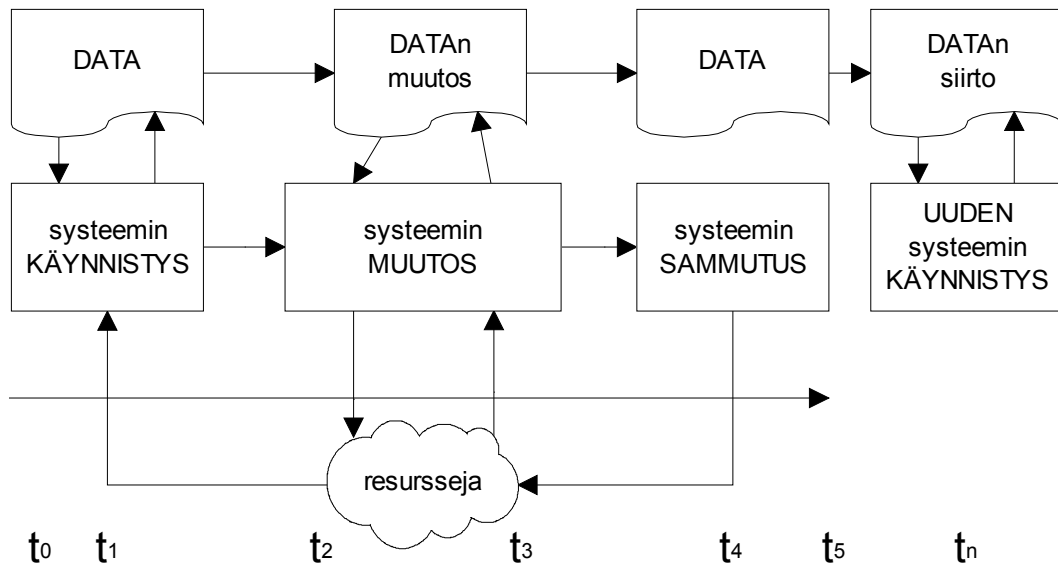 DATA
DATAn
muutos
DATA
DATAn
siirto
systeemin
KÄYNNISTYS
systeemin
MUUTOS
systeemin
SAMMUTUS
UUDEN
systeemin
KÄYNNISTYS
resursseja
t0 t1 t2 t3 t4 t5 tn